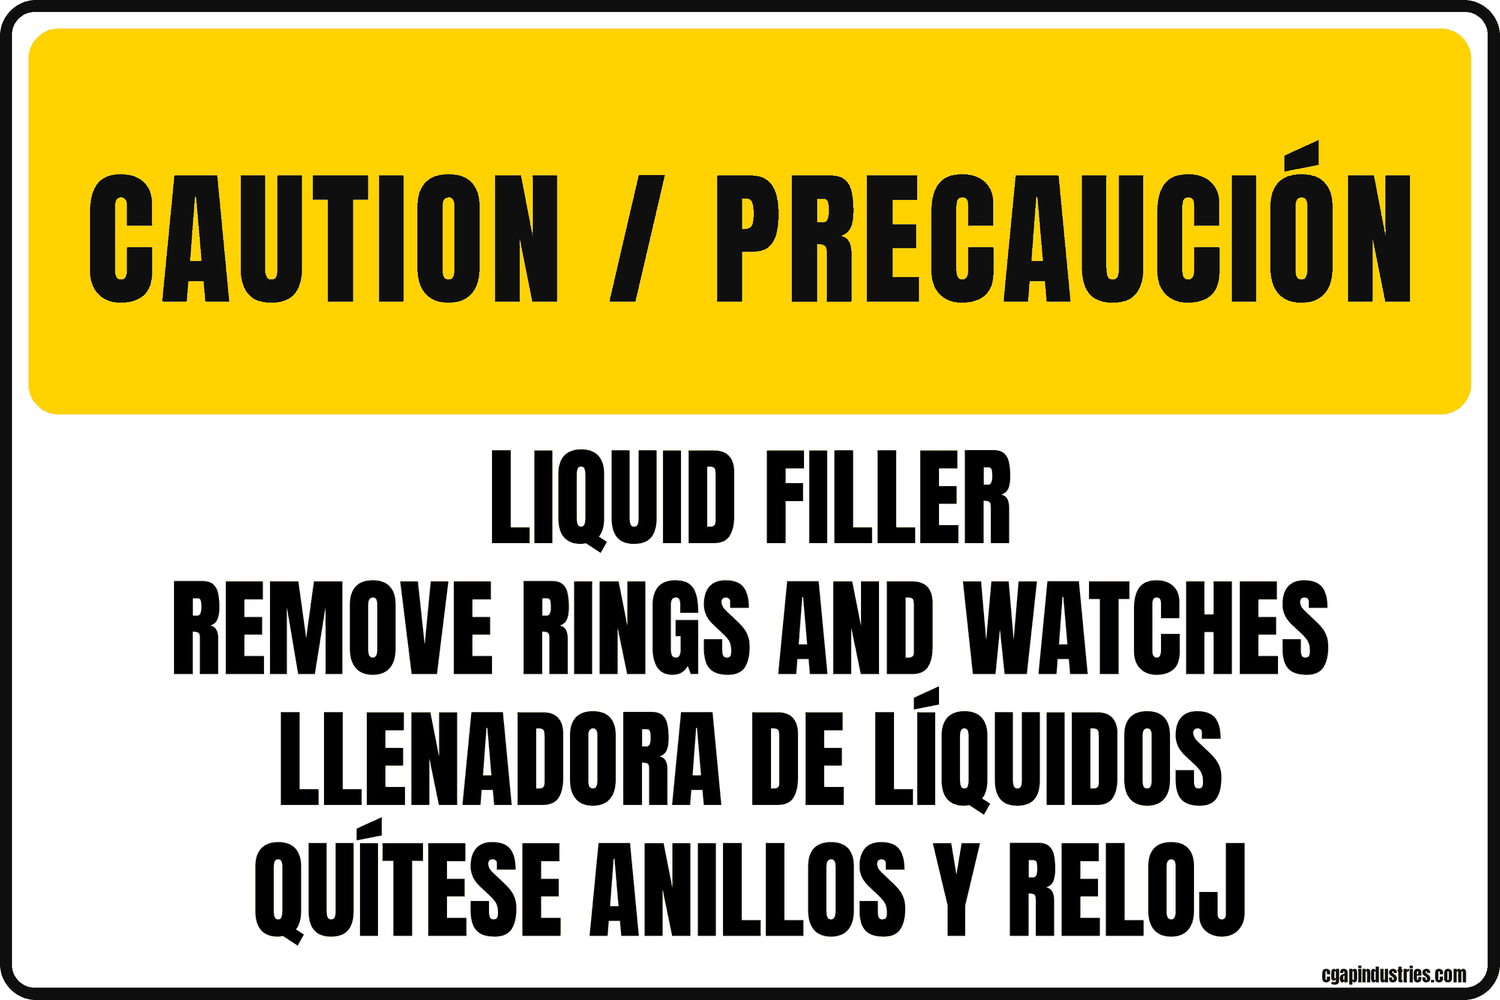 CAUTION / PRECAUCIÓN
LIQUID FILLER
REMOVE RINGS AND WATCHES
LLENADORA DE LÍQUIDOS
QUÍTESE ANILLOS Y RELOJ
cgapindustries.com